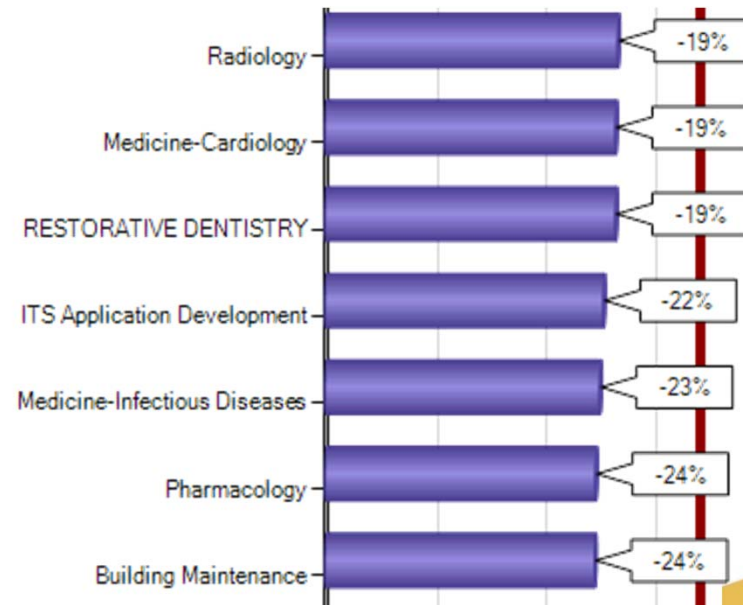 Radiology -19%
Medicine-Cardiology -19%
RESTORATIVE DENTISTRY -19%
ITS Application Development -22%
Medicine-Infectious Diseases -23%
Pharmacology -24%
Building Maintenance -24%